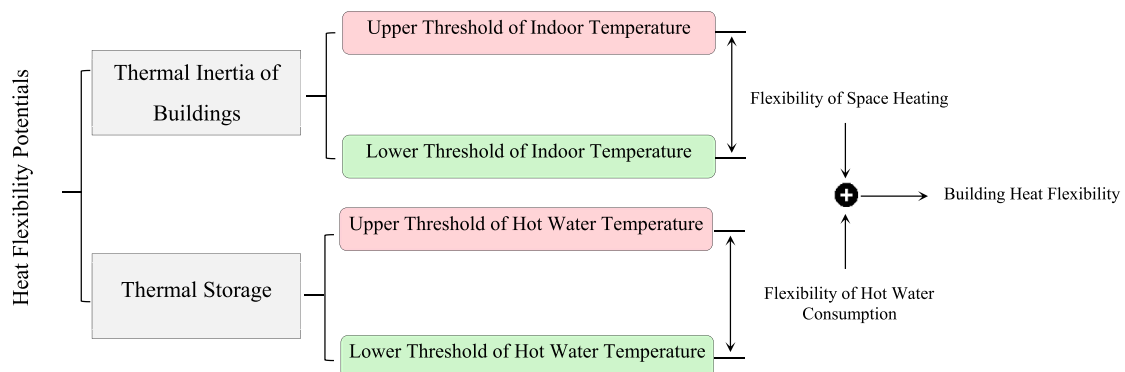 Heat Flexibility Potentials
Thermal Inertia of
Buildings
Upper Threshold of Indoor Temperature
Lower Threshold of Indoor Temperature
Flexibility of Space Heating
Building Heat Flexibility
Thermal Storage
Upper Threshold of Hot Water Temperature
Lower Threshold of Hot Water Temperature
Flexibility of Hot Water
Consumption